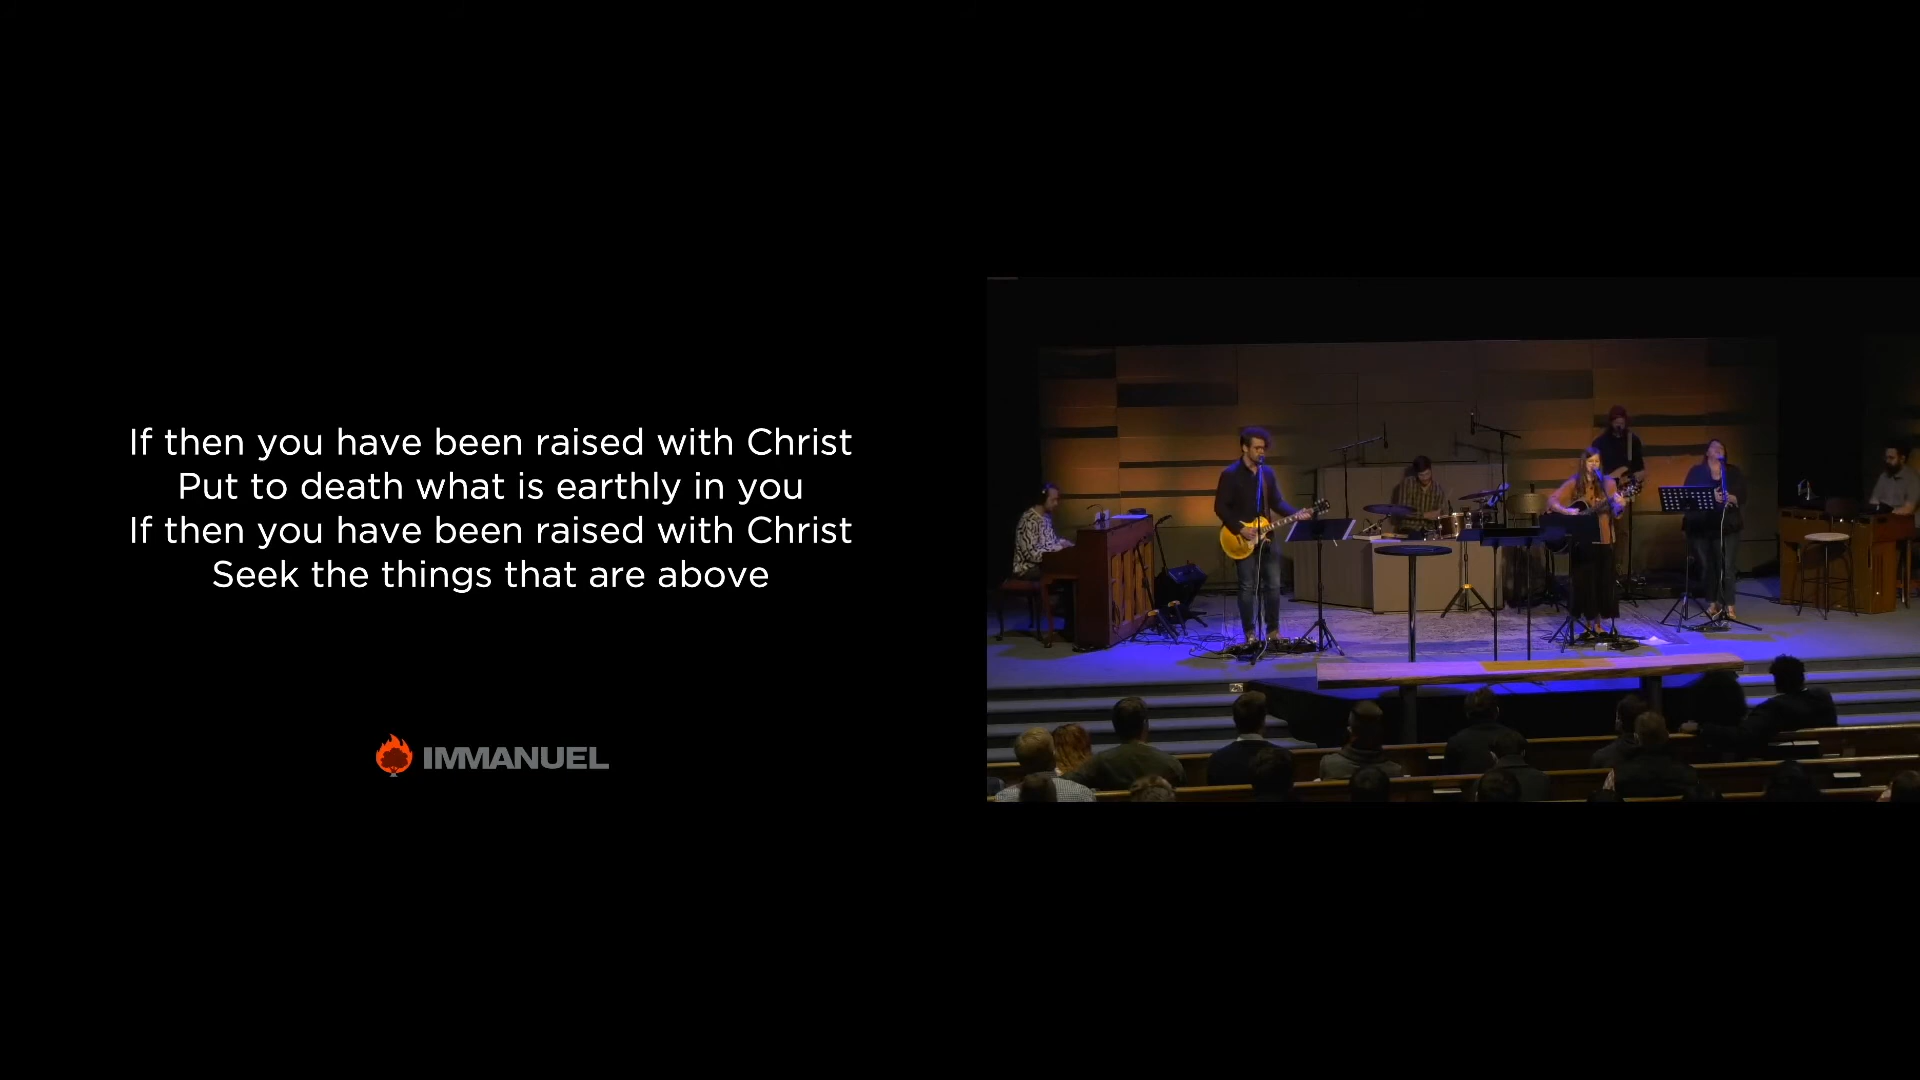 If then you have been raised with Christ
Put to death what is earthly in you
If then you have been raised with Christ
Seek the things that are above
IMMANUEL